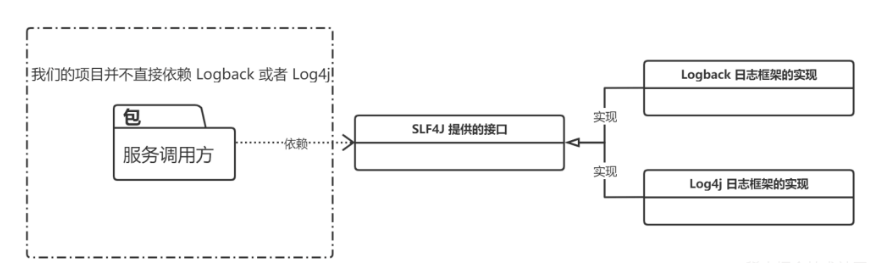 我们的项目并不直接依赖 Logback 或者 Log4j
包
服务调用方
依赖
SLF4J 提供的接口
实现
实现
Logback 日志框架的实现
Log4j 日志框架的实现